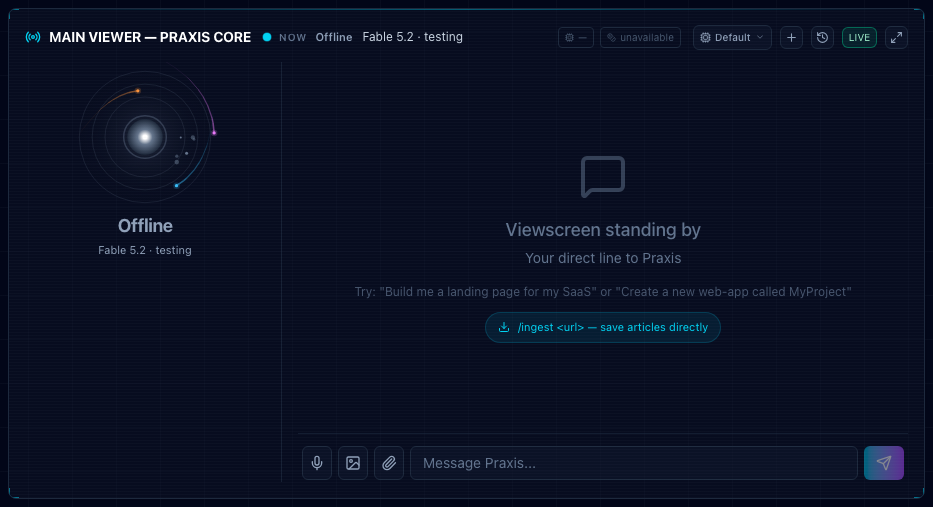 MAIN VIEWER — PRAXIS CORE NOW Offline Fable 5.2 · testing — unavailable Default LIVE
Offline
Fable 5.2 · testing
Viewscreen standing by
Your direct line to Praxis
Try: "Build me a landing page for my SaaS" or "Create a new web-app called MyProject"
/ingest <url> — save articles directly
Message Praxis...